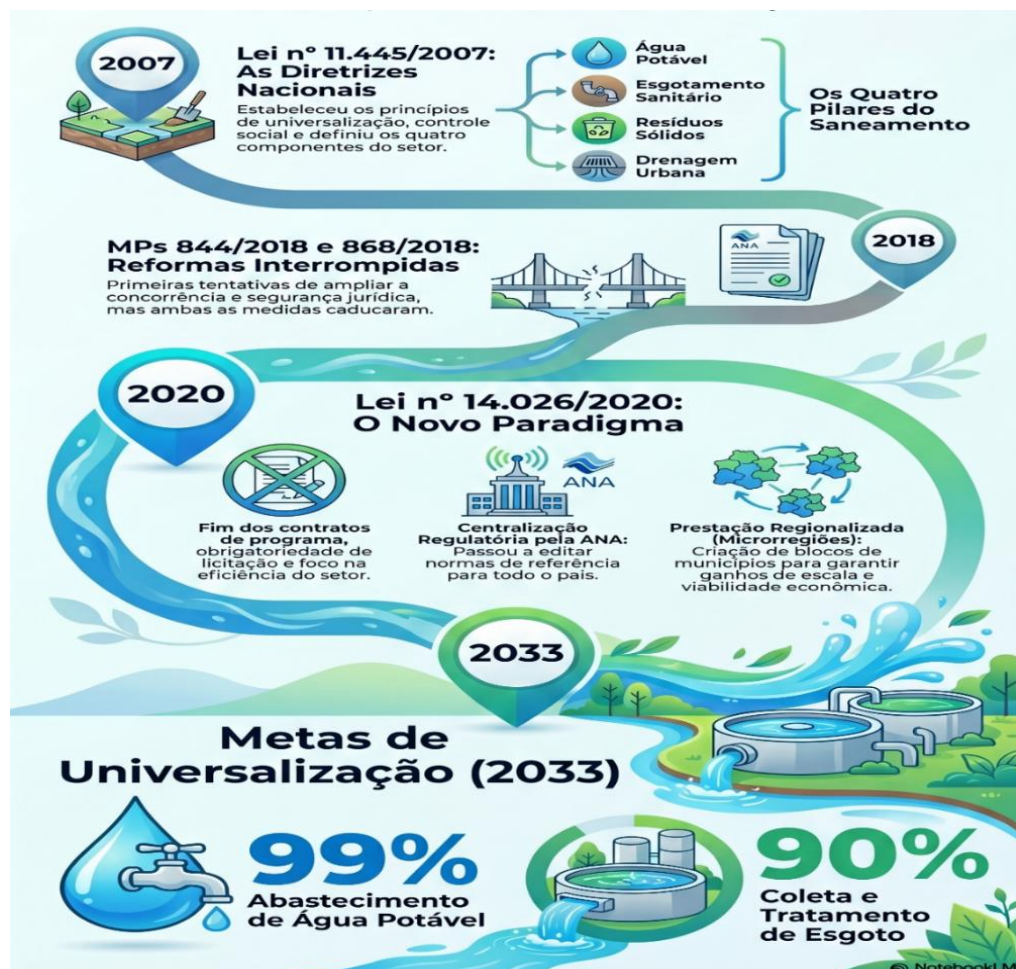 2007
Lei nº 11.445/2007:
As Diretrizes
Nacionais
Estabeleceu os princípios
de universalização, controle
social e definiu os quatro
componentes do setor.
Água
Potável
Esgotamento
Sanitário
Resíduos
Sólidos
Drenagem
Urbana
Os Quatro
Pilares do
Saneamento
MPs 844/2018 e 868/2018:
Reformas Interrompidas
Primeiras tentativas de ampliar a
concorrência e segurança jurídica,
mas ambas as medidas caducaram.
ANA
2018
2020
Lei nº 14.026/2020:
O Novo Paradigma
ANA
Fim dos contratos
de programa,
obrigatoriedade de
licitação e foco na
eficiência do setor.
Centralização
Regulatória pela ANA:
Passou a editar
normas de referência
para todo o pais.
Prestação Regionalizada
(Microrregiões):
Criação de blocos de
municípios para garantir
ganhos de escala e
viabilidade econômica.
2033
Metas de
Universalização (2033)
99%
Abastecimento
de Água Potável
90%
Coleta e
Tratamento
de Esgoto